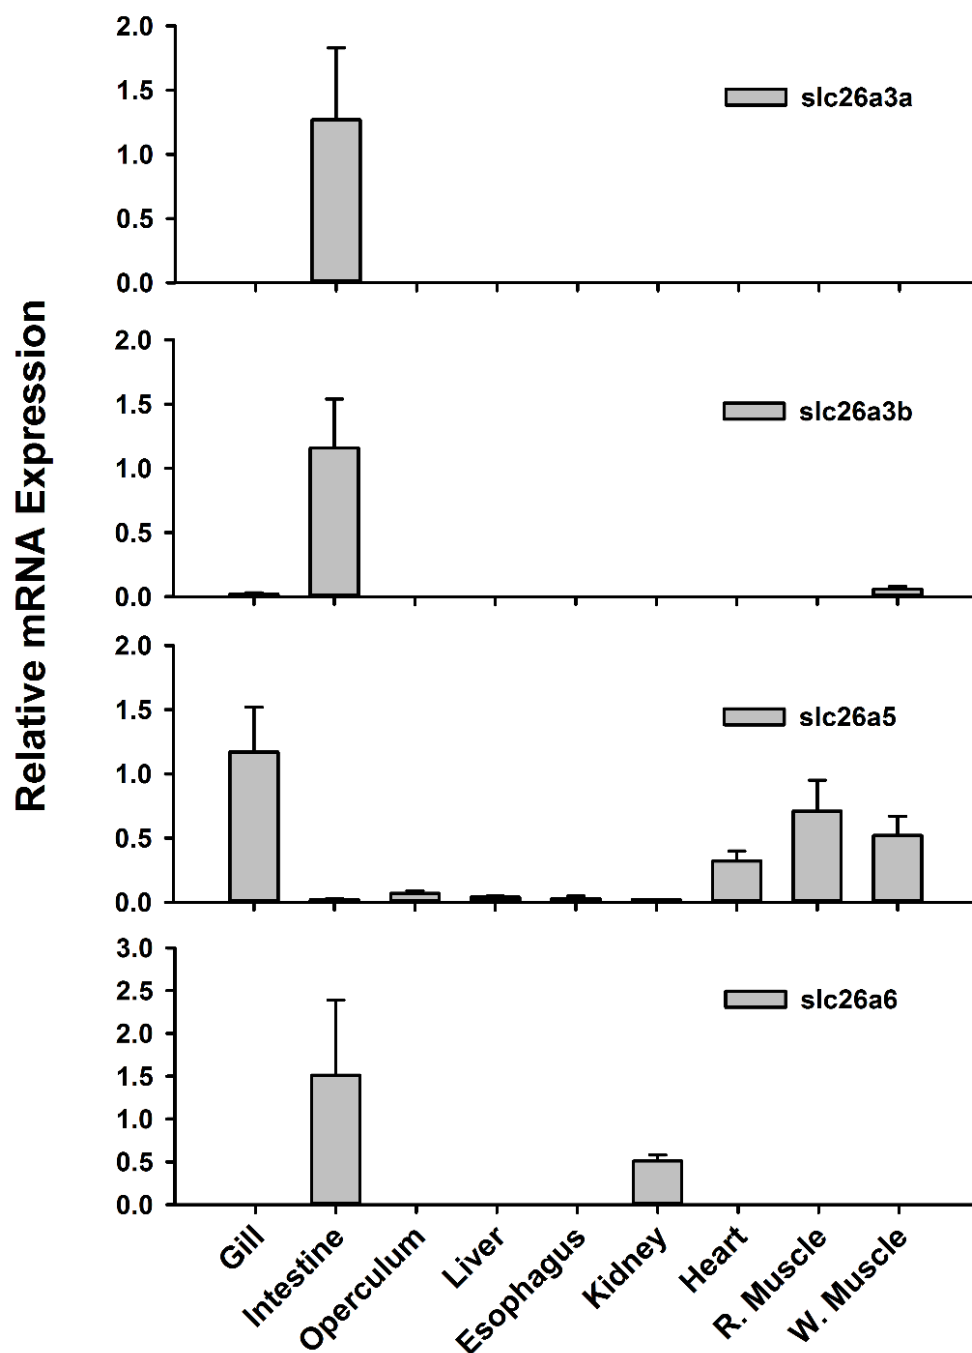 Relative mRNA Expression
2.0
1.5
1.0
0.5
0.0
slc26a3a
2.0
1.5
1.0
0.5
0.0
slc26a3b
2.0
1.5
1.0
0.5
0.0
slc26a5
3.0
2.5
2.0
1.5
1.0
0.5
0.0
slc26a6
Gill
Intestine
Operculum
Liver
Esophagus
Kidney
Heart
R. Muscle
W. Muscle